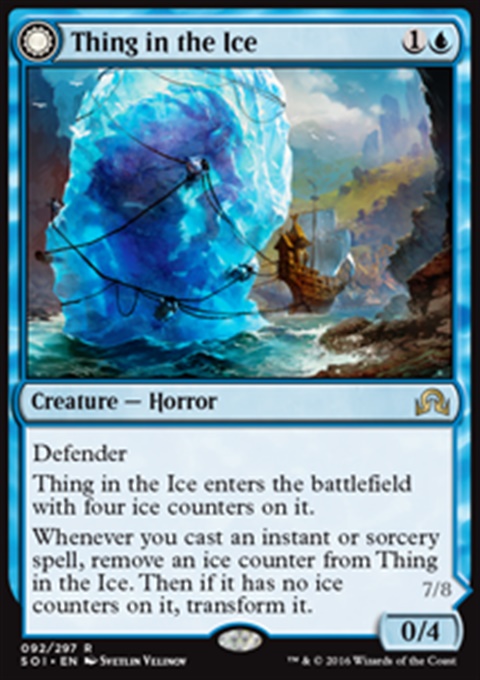 Thing in the Ice 1
Creature — Horror
Defender
Thing in the Ice enters the battlefield
with four ice counters on it.
Whenever you cast an instant or sorcery
spell, remove an ice counter from Thing
in the Ice. Then if it has no ice
counters on it, transform it.
7/8
0/4
092/297 R
SOI • EN Svetlin Velinov
™ & © 2016 Wizards of the Coast